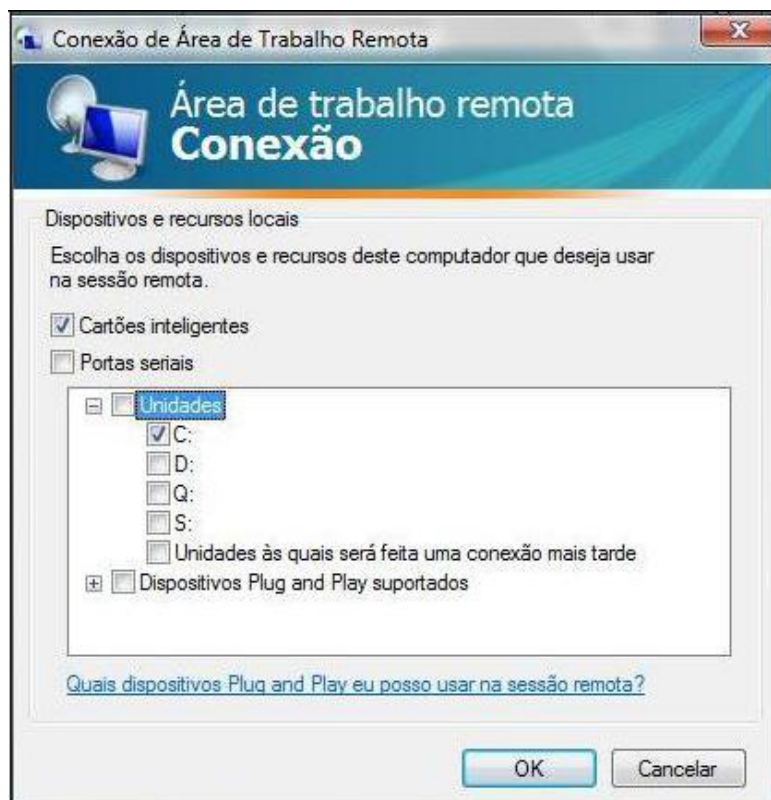 Conexão de Área de Trabalho Remota
Área de trabalho remota
Conexão
Dispositivos e recursos locais
Escolha os dispositivos e recursos deste computador que deseja usar
na sessão remota.
Cartões inteligentes
Portas seriais
Unidades
C:
D:
Q:
S:
Unidades às quais será feita uma conexão mais tarde
Dispositivos Plug and Play suportados
Quais dispositivos Plug and Play eu posso usar na sessão remota?
OK
Cancelar